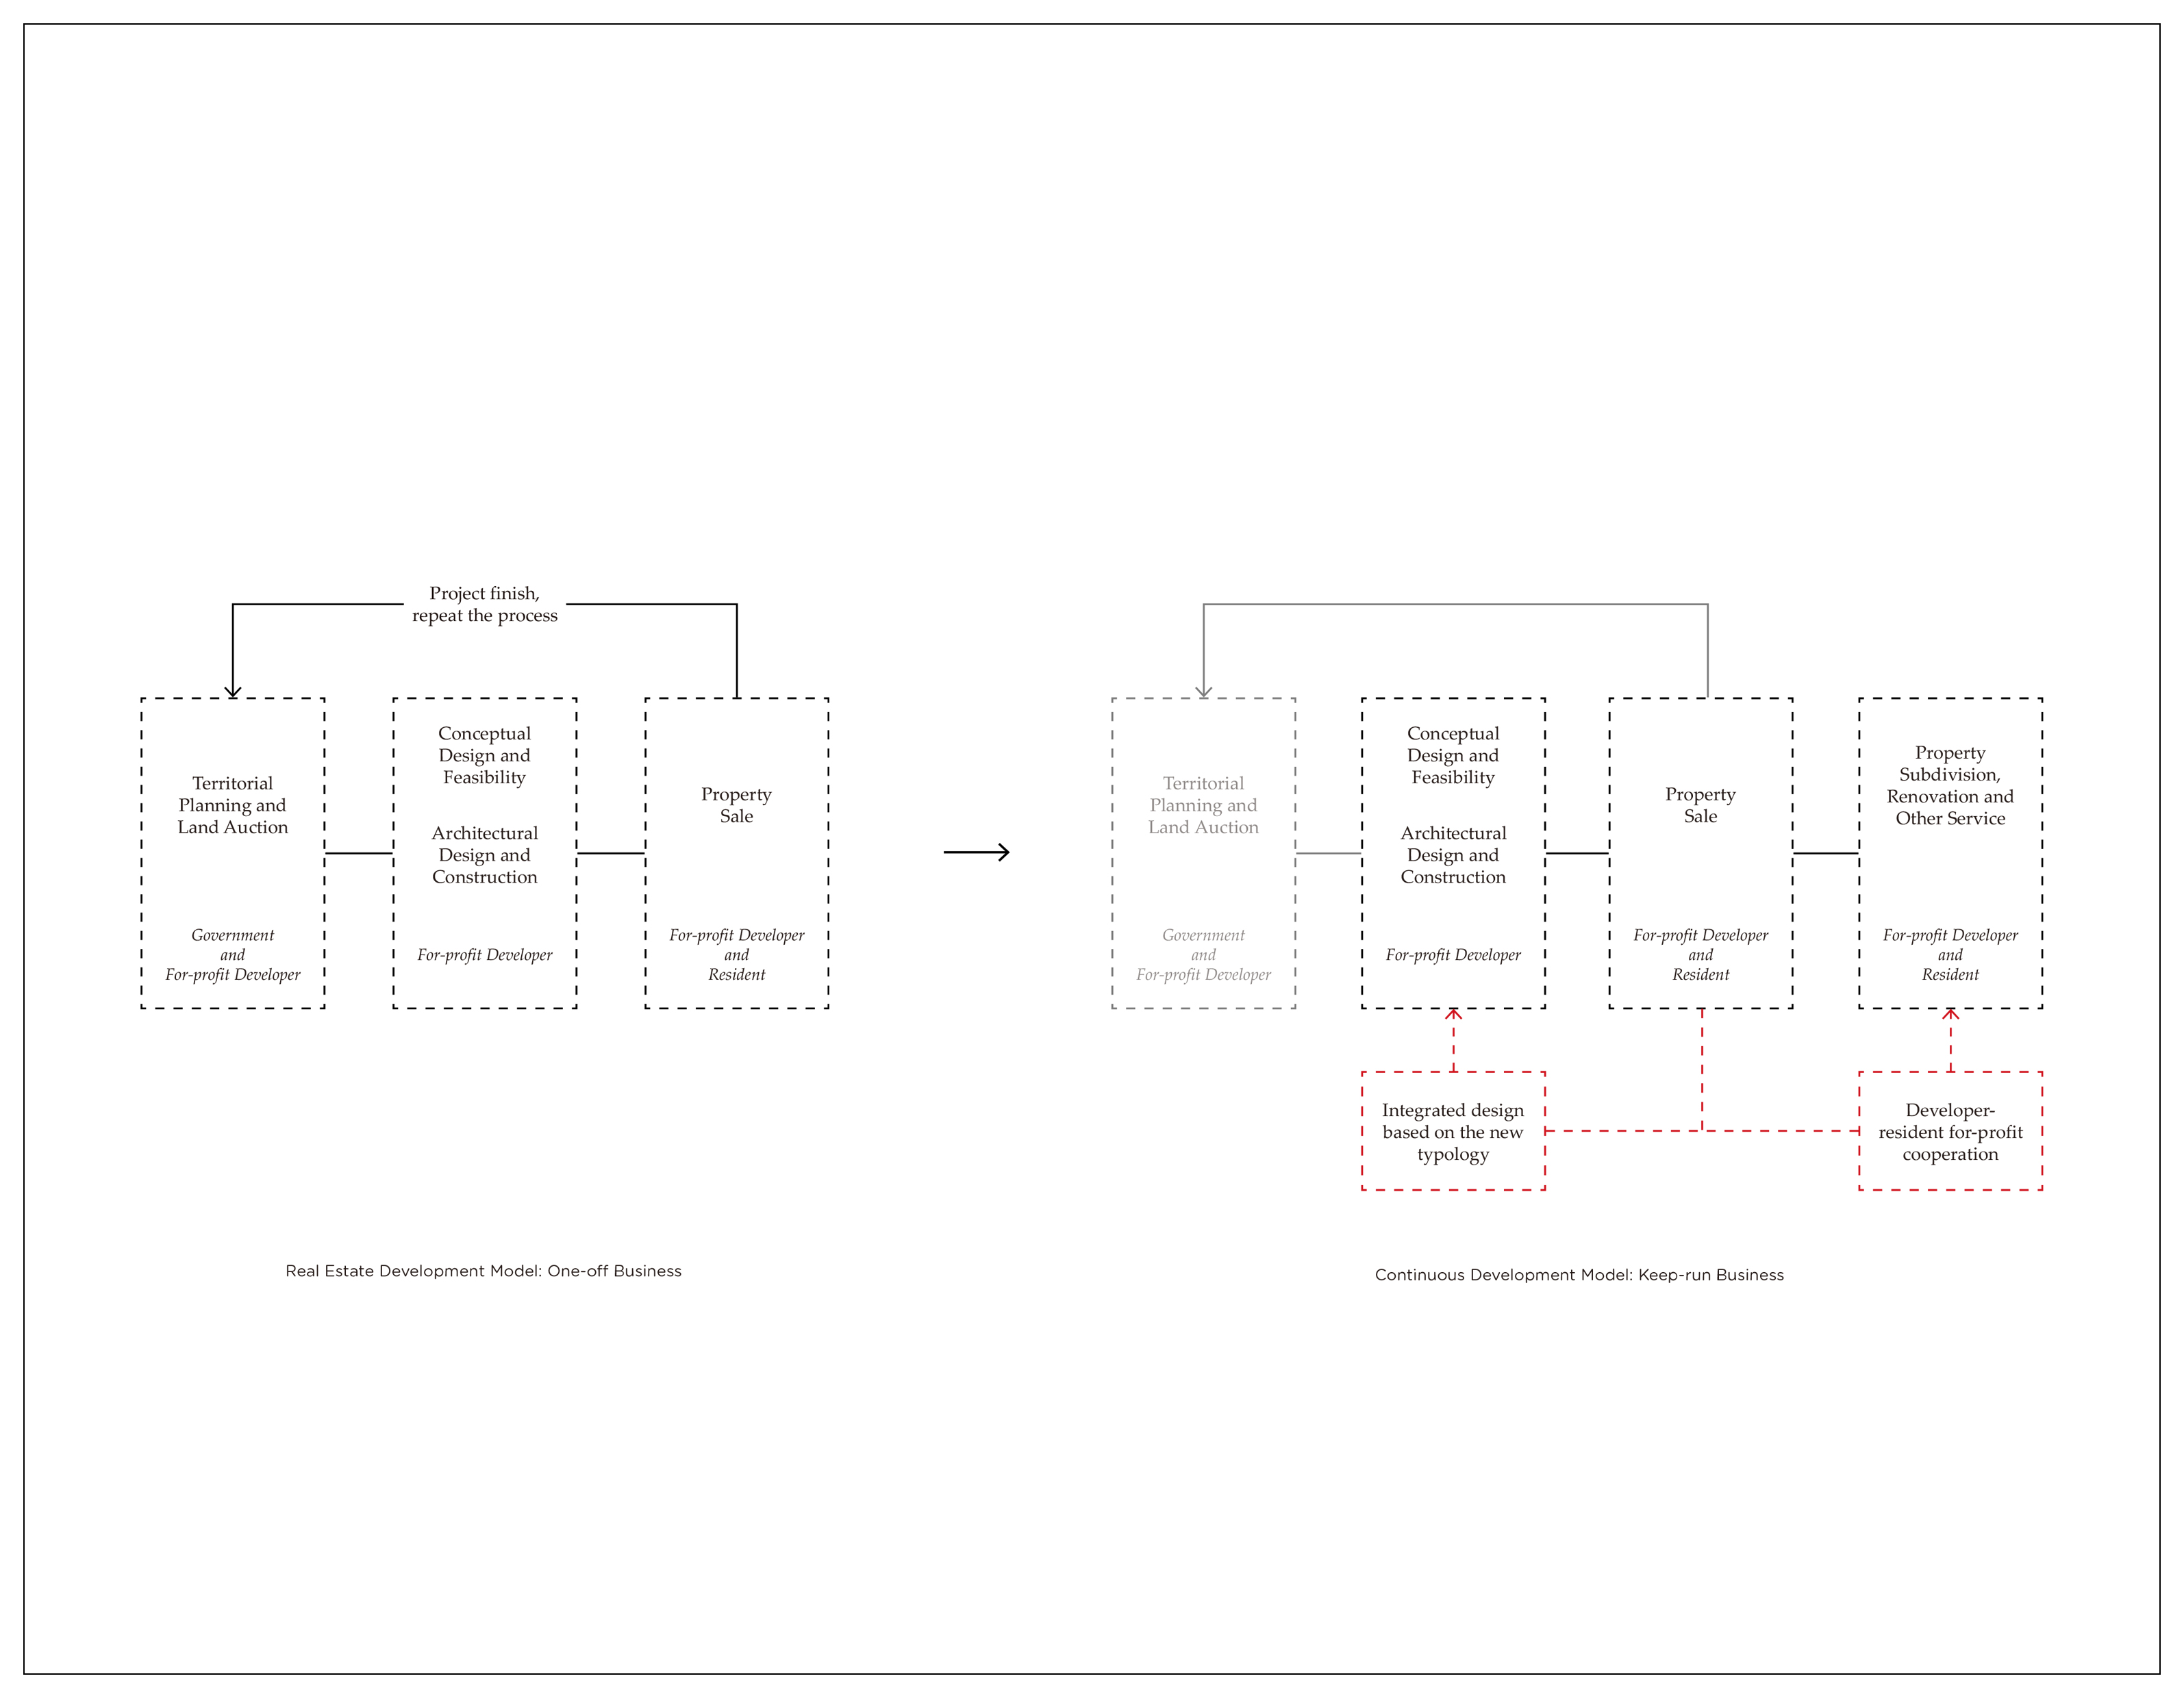 Project finish,
repeat the process
Territorial
Planning and
Land Auction
Government
and
For-profit Developer
Conceptual
Design and
Feasibility
Architectural
Design and
Construction
For-profit Developer
Property
Sale
For-profit Developer
and
Resident
Real Estate Development Model: One-off Business
Territorial
Planning and
Land Auction
Government
and
For-profit Developer
Conceptual
Design and
Feasibility
Architectural
Design and
Construction
For-profit Developer
Property
Sale
For-profit Developer
and
Resident
Property
Subdivision,
Renovation and
Other Service
For-profit Developer
and
Resident
Integrated design
based on the new
typology
Developer-
resident for-profit
cooperation
Continuous Development Model: Keep-run Business